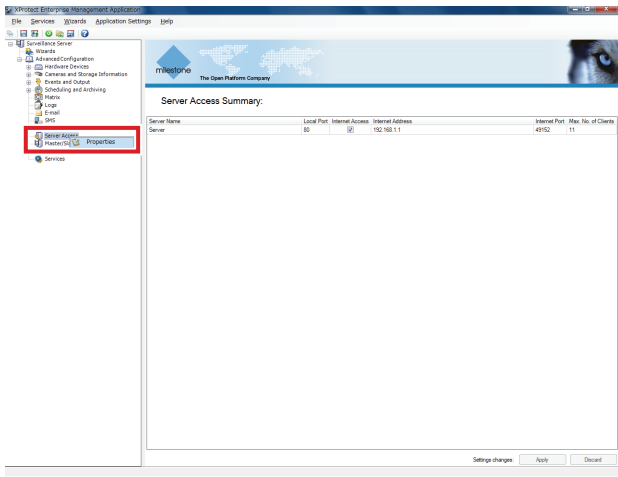 XProtect Enterprise Management Application
File Services Wizards Application Settings Help
Surveillance Server
Wizards
Advanced Configuration
Hardware Devices
Cameras and Storage Information
Events and Output
Scheduling and Archiving
Matrix
Logs
E-mail
SMS
Server Access
Master/Sl
Properties
Services
milestone
The Open Platform Company
Server Access Summary:
Server Name Local Port Internet Access Internet Address Internet Port Max. No. of Clients
Server 80 192.168.1.1 49152 11
Settings changes: Apply Discard